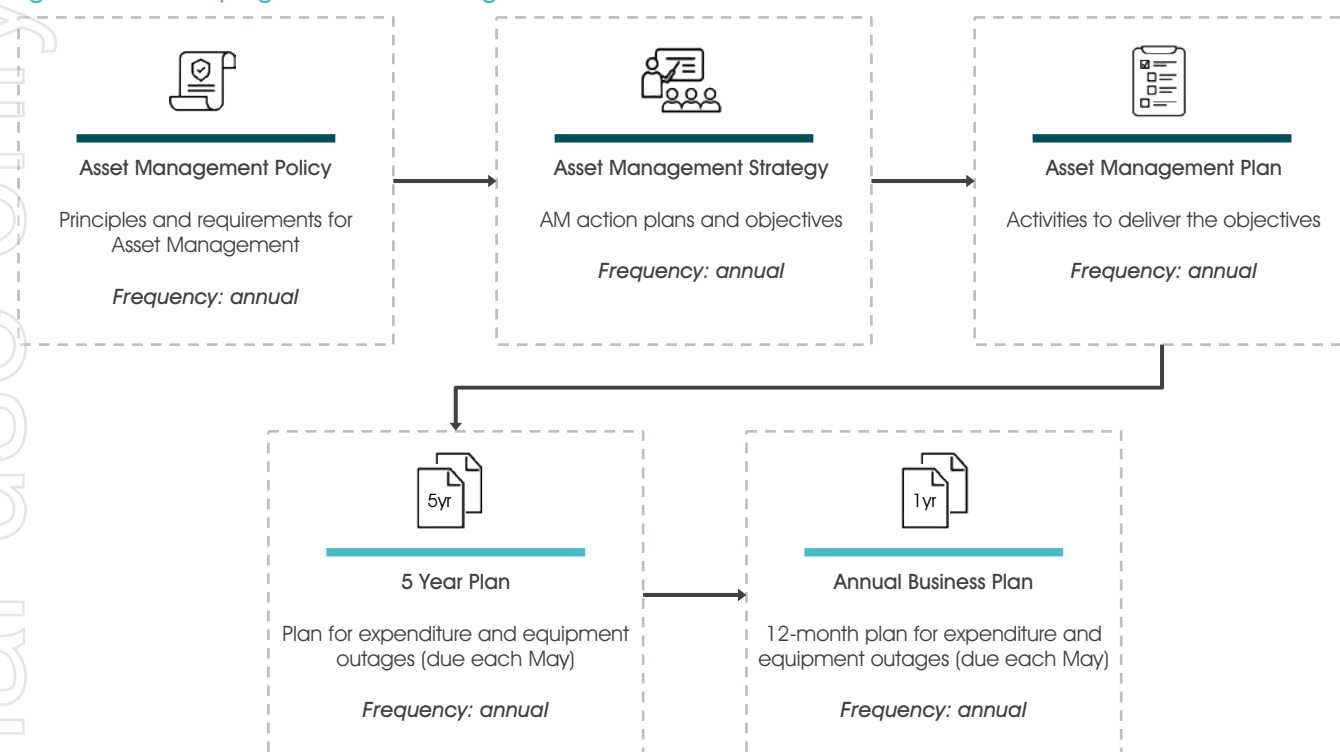 Asset Management Policy
Principles and requirements for
Asset Management
Frequency: annual
Asset Management Strategy
AM action plans and objectives
Frequency: annual
Asset Management Plan
Activities to deliver the objectives
Frequency: annual
5yr
5 Year Plan
Plan for expenditure and equipment
outages (due each May)
Frequency: annual
1yr
Annual Business Plan
12-month plan for expenditure and
equipment outages (due each May)
Frequency: annual